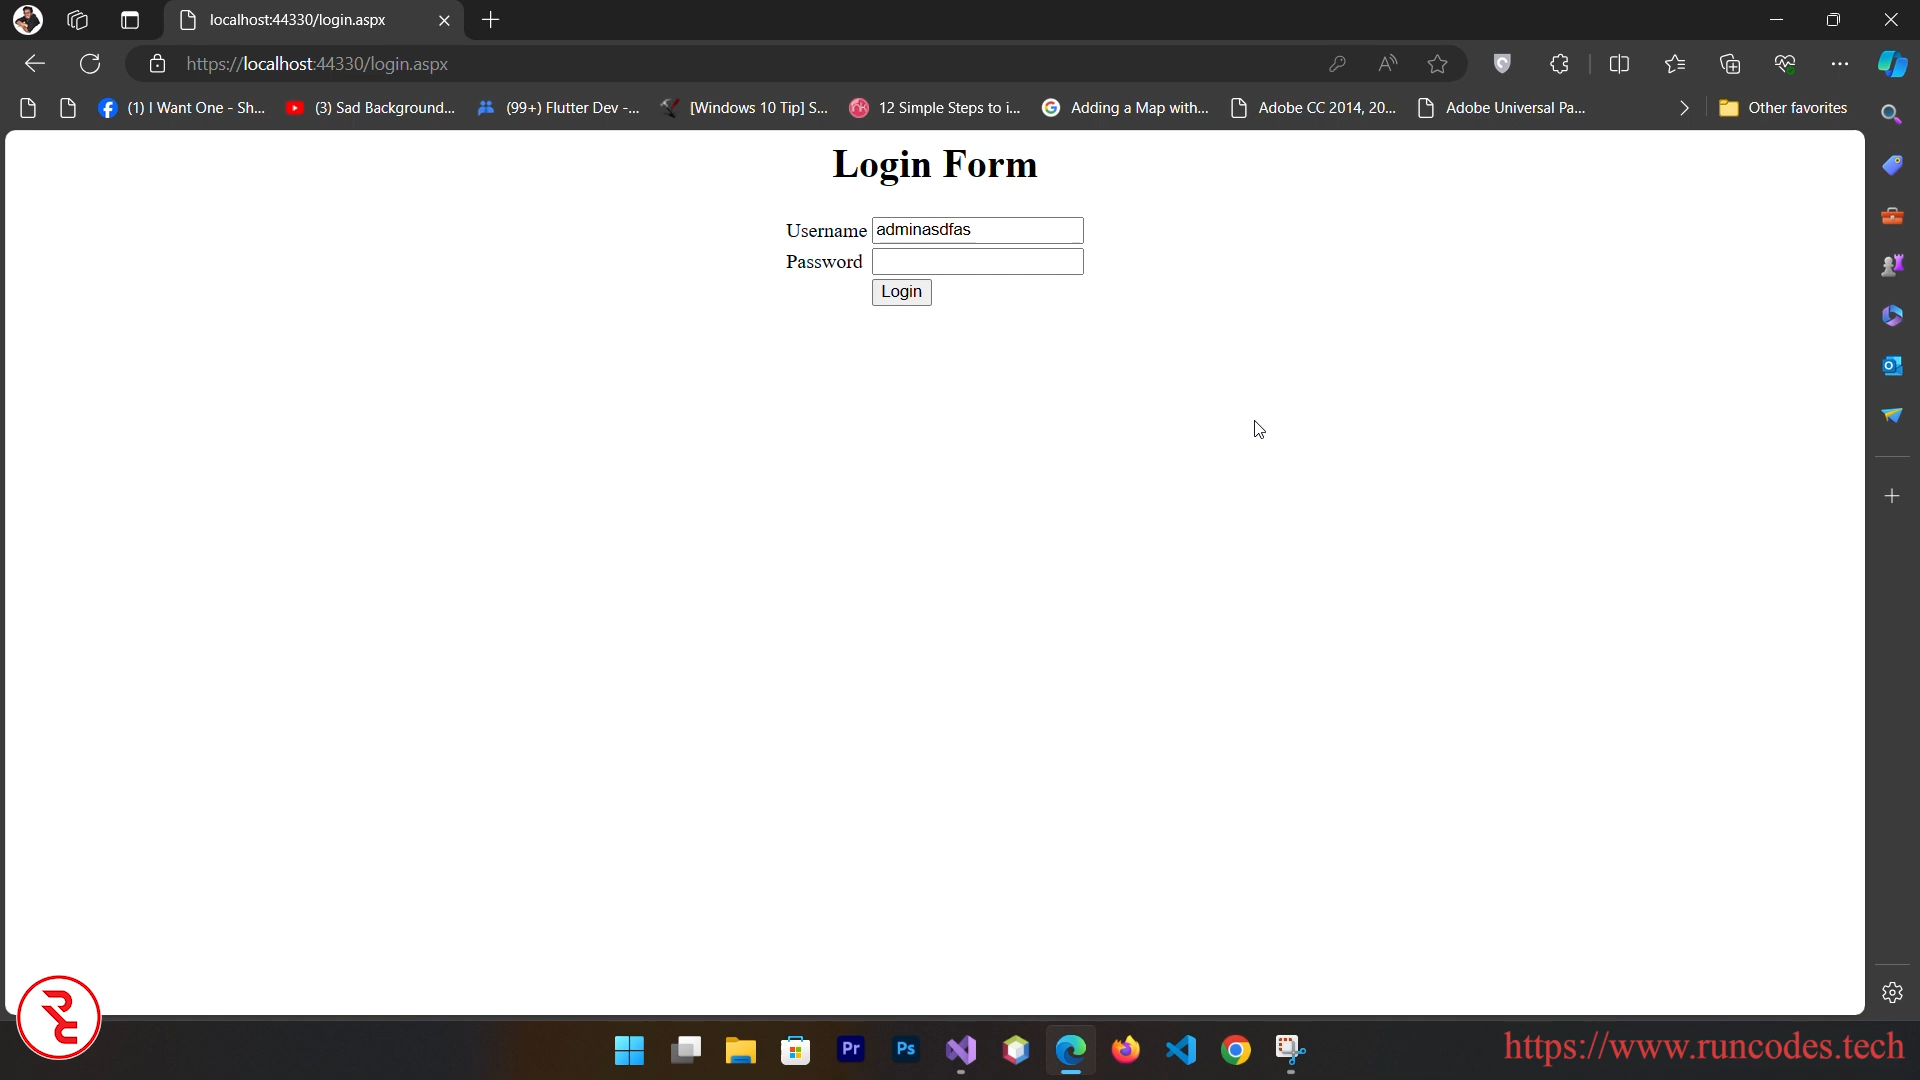 localhost:44330/login.aspx
https://localhost:44330/login.aspx
(1) I Want One - Sh...
(3) Sad Background...
(99+) Flutter Dev -...
[Windows 10 Tip] S...
12 Simple Steps to i...
Adding a Map with...
Adobe CC 2014, 20...
Adobe Universal Pa...
Other favorites
Login Form
Username adminasdfas
Password
Login
Pr
Ps
https://www.runcodes.tech